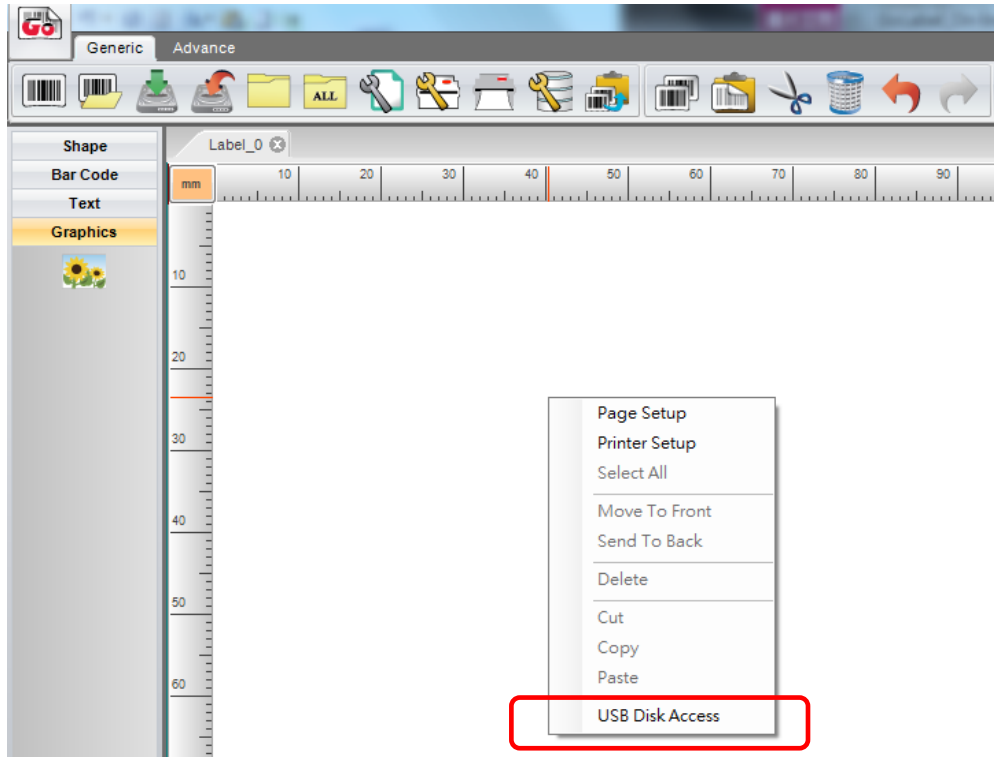 Go
Generic Advance
ALL
Shape
Bar Code
Text
Graphics
Label_0
mm 10 20 30 40 50 60 70 80 90
10
20
30
40
50
60
Page Setup
Printer Setup
Select All
Move To Front
Send To Back
Delete
Cut
Copy
Paste
USB Disk Access